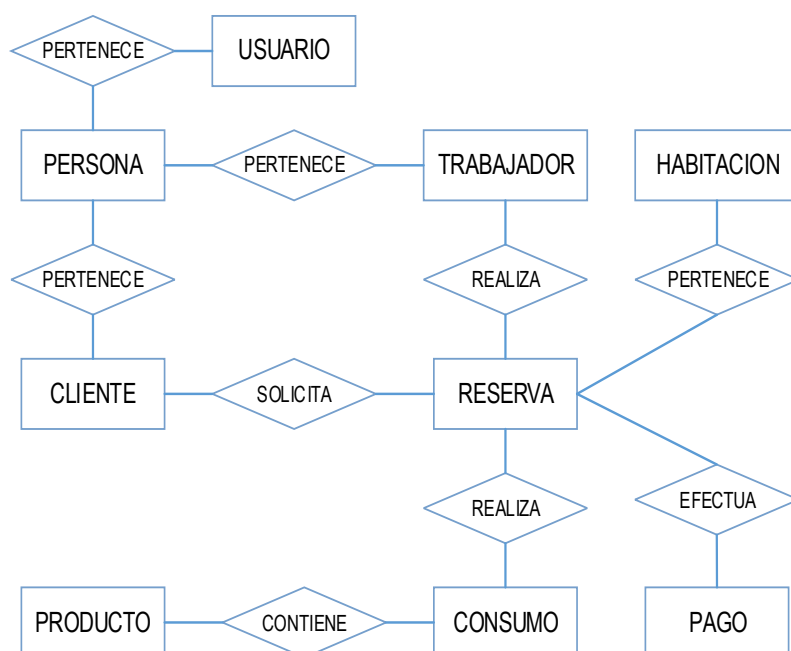 PERTENECE
USUARIO
PERSONA
PERTENECE
TRABAJADOR
HABITACION
PERTENECE
REALIZA
PERTENECE
CLIENTE
SOLICITA
RESERVA
REALIZA
EFECTUA
PRODUCTO
CONTIENE
CONSUMO
PAGO